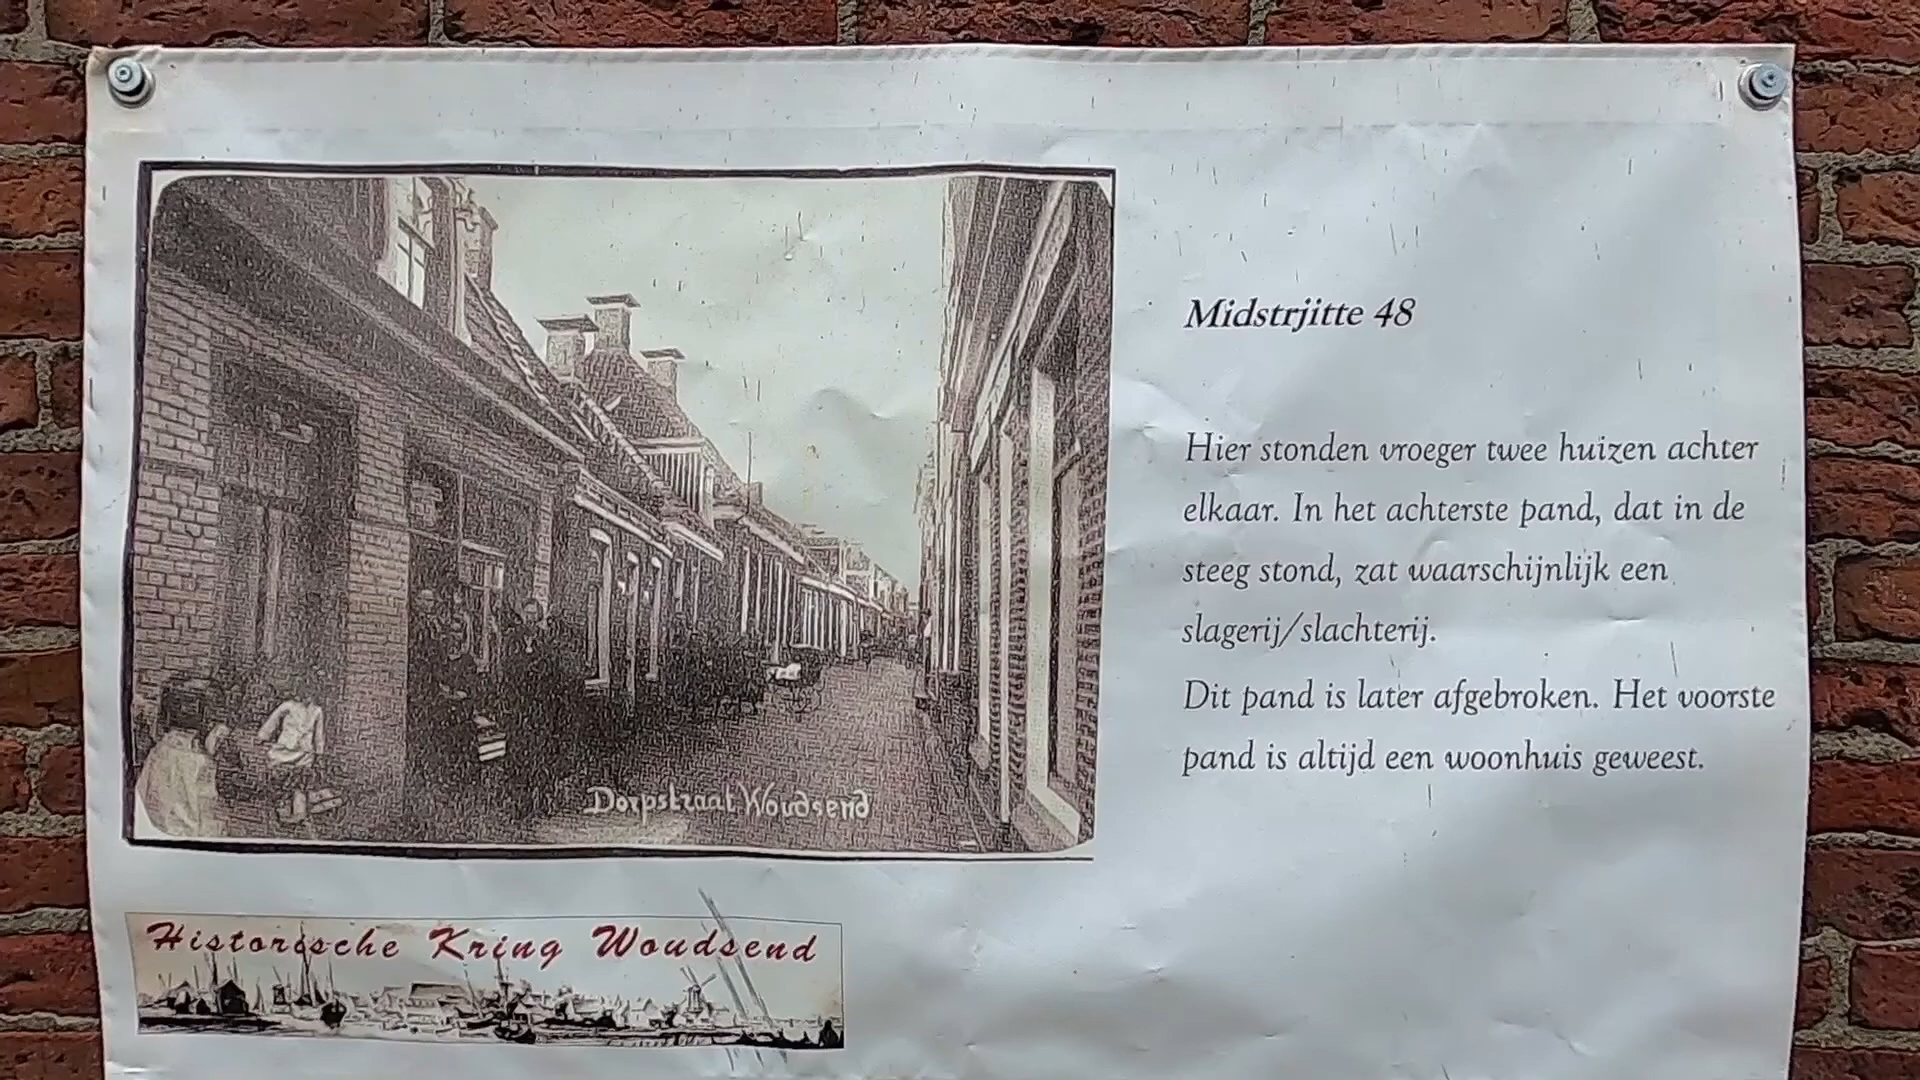 Midstrjitte 48
Hier stonden vroeger twee huizen achter
elkaar. In het achterste pand, dat in de
steeg stond, zat waarschijnlijk een
slagerij/slachterij.
Dit pand is later afgebroken. Het voorste
pand is altijd een woonhuis geweest.
Dorpstraat Woudsend
Historische Kring Woudsend